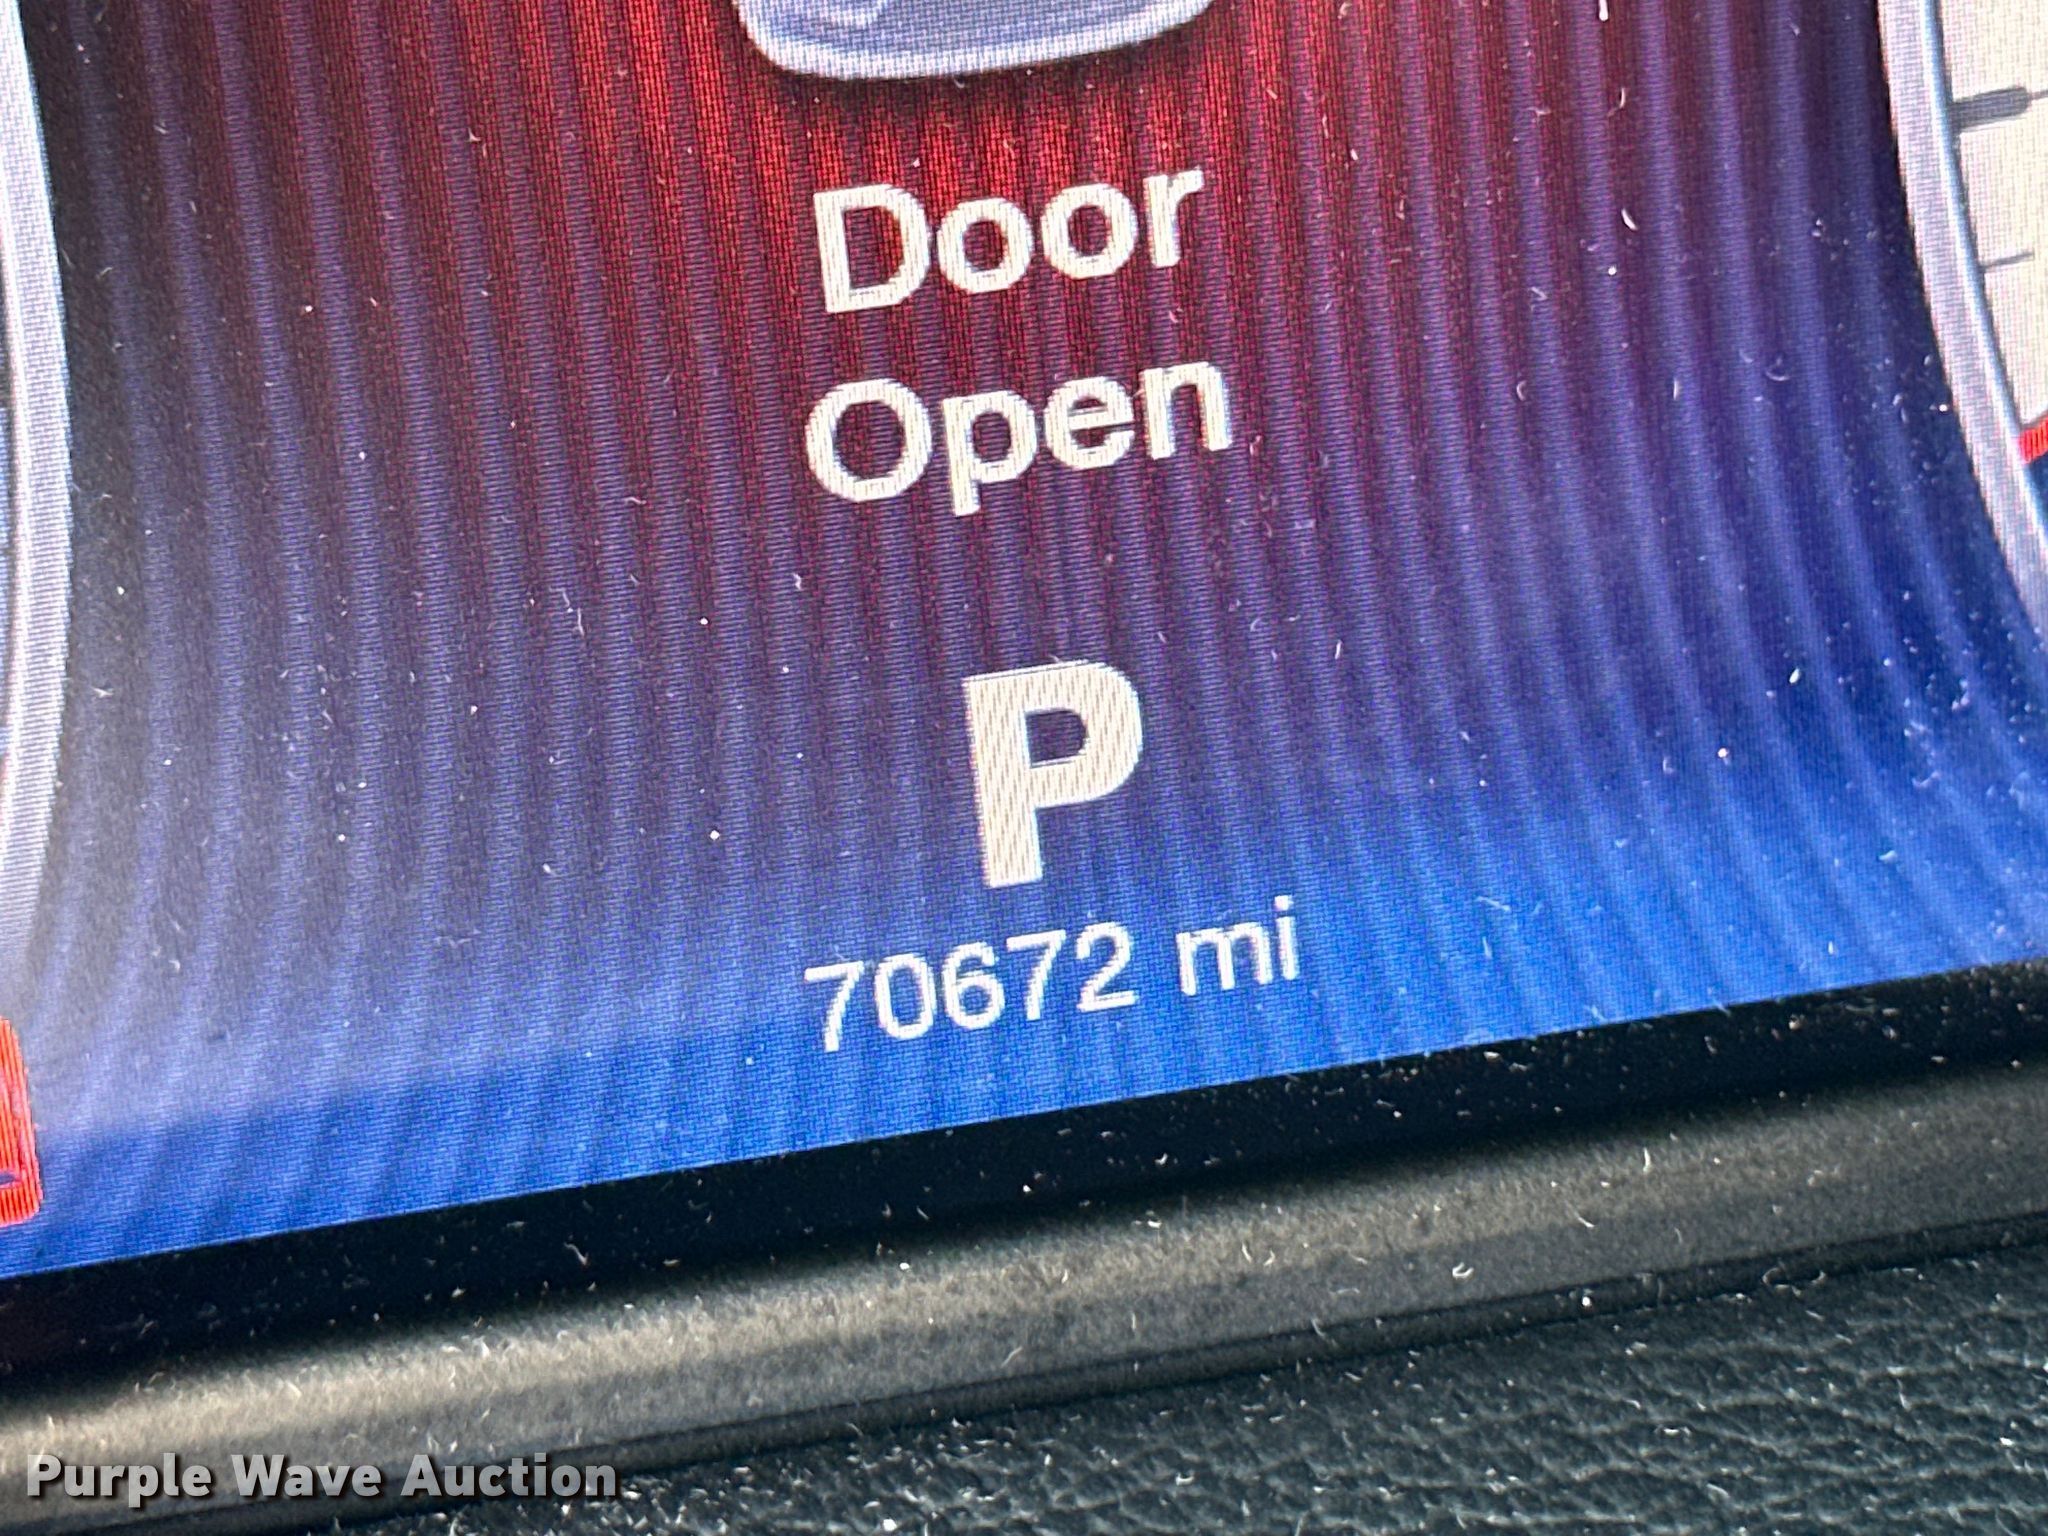 Door
Open
P
70672 mi
Purple Wave Auction